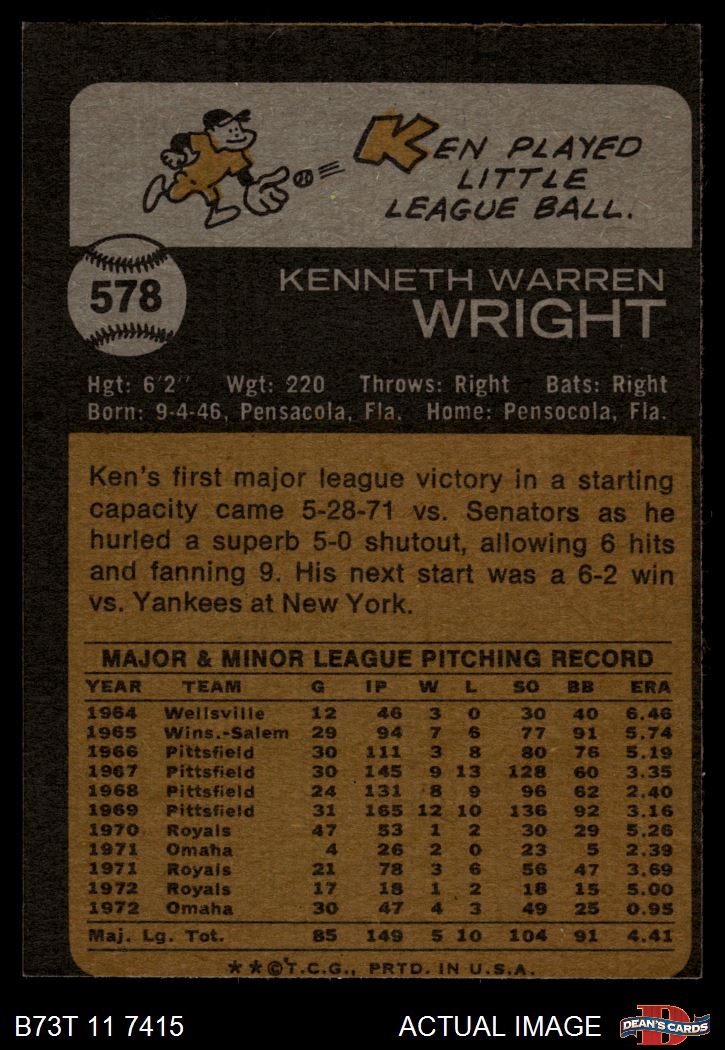 KEN PLAYED
LITTLE
LEAGUE BALL.
578
KENNETH WARREN
WRIGHT
Hgt: 6'2" Wgt: 220 Throws: Right Bats: Right
Born: 9-4-46, Pensacola, Fla. Home: Pensocola, Fla.
Ken's first major league victory in a starting
capacity came 5-28-71 vs. Senators as he
hurled a superb 5-0 shutout, allowing 6 hits
and fanning 9. His next start was a 6-2 win
vs. Yankees at New York.
MAJOR & MINOR LEAGUE PITCHING RECORD
YEAR TEAM G IP W L SO BB ERA
1964 Wellsville 12 46 3 0 30 40 6.46
1965 Wins.-Salem 29 94 7 6 77 91 5.74
1966 Pittsfield 30 111 3 8 80 76 5.19
1967 Pittsfield 30 145 9 13 128 60 3.35
1968 Pittsfield 24 131 8 9 96 62 2.40
1969 Pittsfield 31 165 12 10 136 92 3.16
1970 Royals 47 53 1 2 30 29 5.26
1971 Omaha 4 26 2 0 23 5 2.39
1971 Royals 21 78 3 6 56 47 3.69
1972 Royals 17 18 1 2 18 15 5.00
1972 Omaha 30 47 4 3 49 25 0.95
Maj. Lg. Tot. 85 149 5 10 104 91 4.41
**©T.C.G., PRTD. IN U.S.A.
B73T 11 7415 ACTUAL IMAGE D DEAN'S CARDS